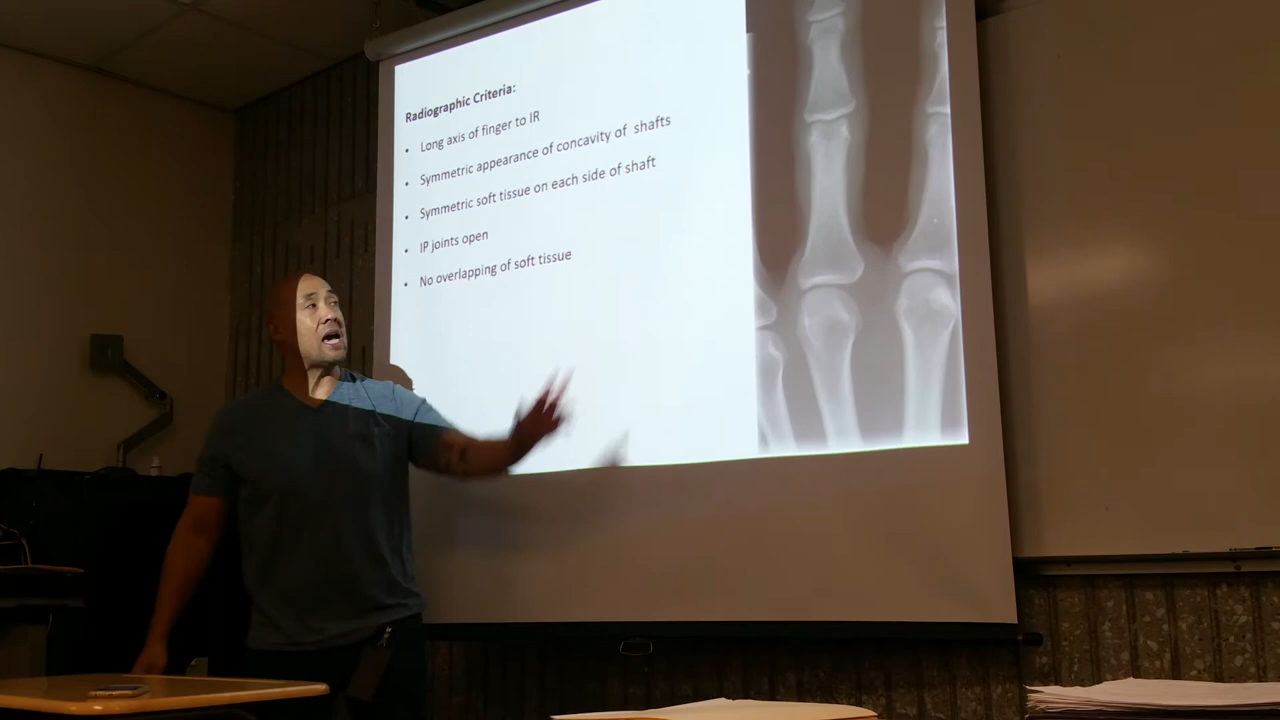 Radiographic Criteria:
• Long axis of finger to IR
• Symmetric appearance of concavity of shafts
• Symmetric soft tissue on each side of shaft
• IP joints open
• No overlapping of soft tissue